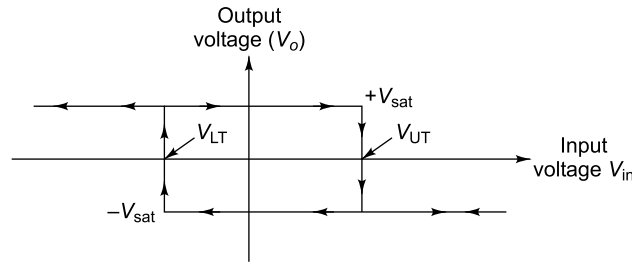 Output
voltage (Vo)
+Vsat
VLT
VUT
Input
voltage Vin
–Vsat